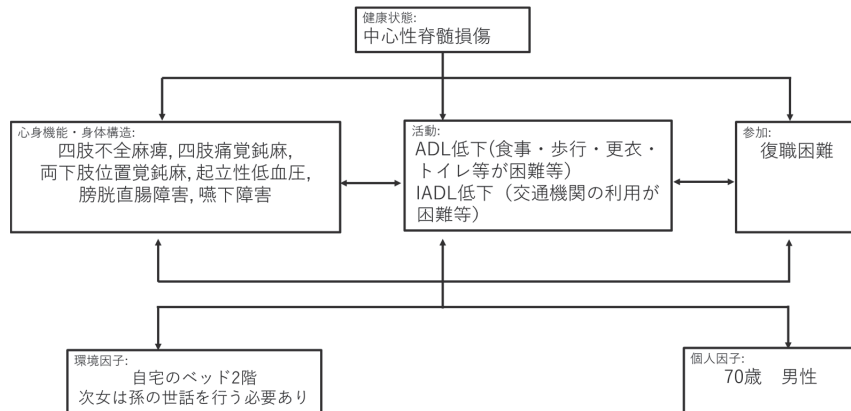 健康状態:
中心性脊髄損傷
心身機能・身体構造:
四肢不全麻痺, 四肢痛覚鈍麻,
両下肢位置覚鈍麻, 起立性低血圧,
膀胱直腸障害, 嚥下障害
活動:
ADL低下(食事・歩行・更衣・
トイレ等が困難等)
IADL低下（交通機関の利用が
困難等）
参加:
復職困難
環境因子:
自宅のベッド2階
次女は孫の世話を行う必要あり
個人因子:
70歳　男性